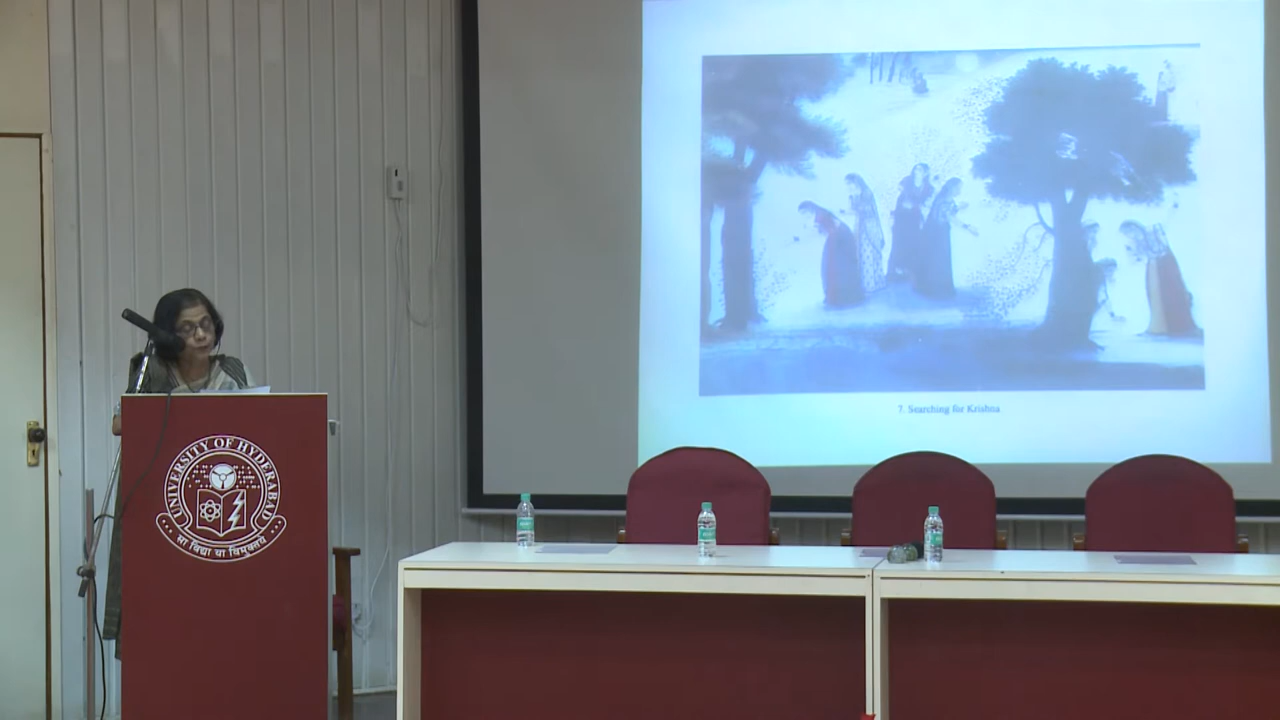 7. Searching for Krishna
UNIVERSITY OF HYDERABAD
सा विद्या या विमुक्तये